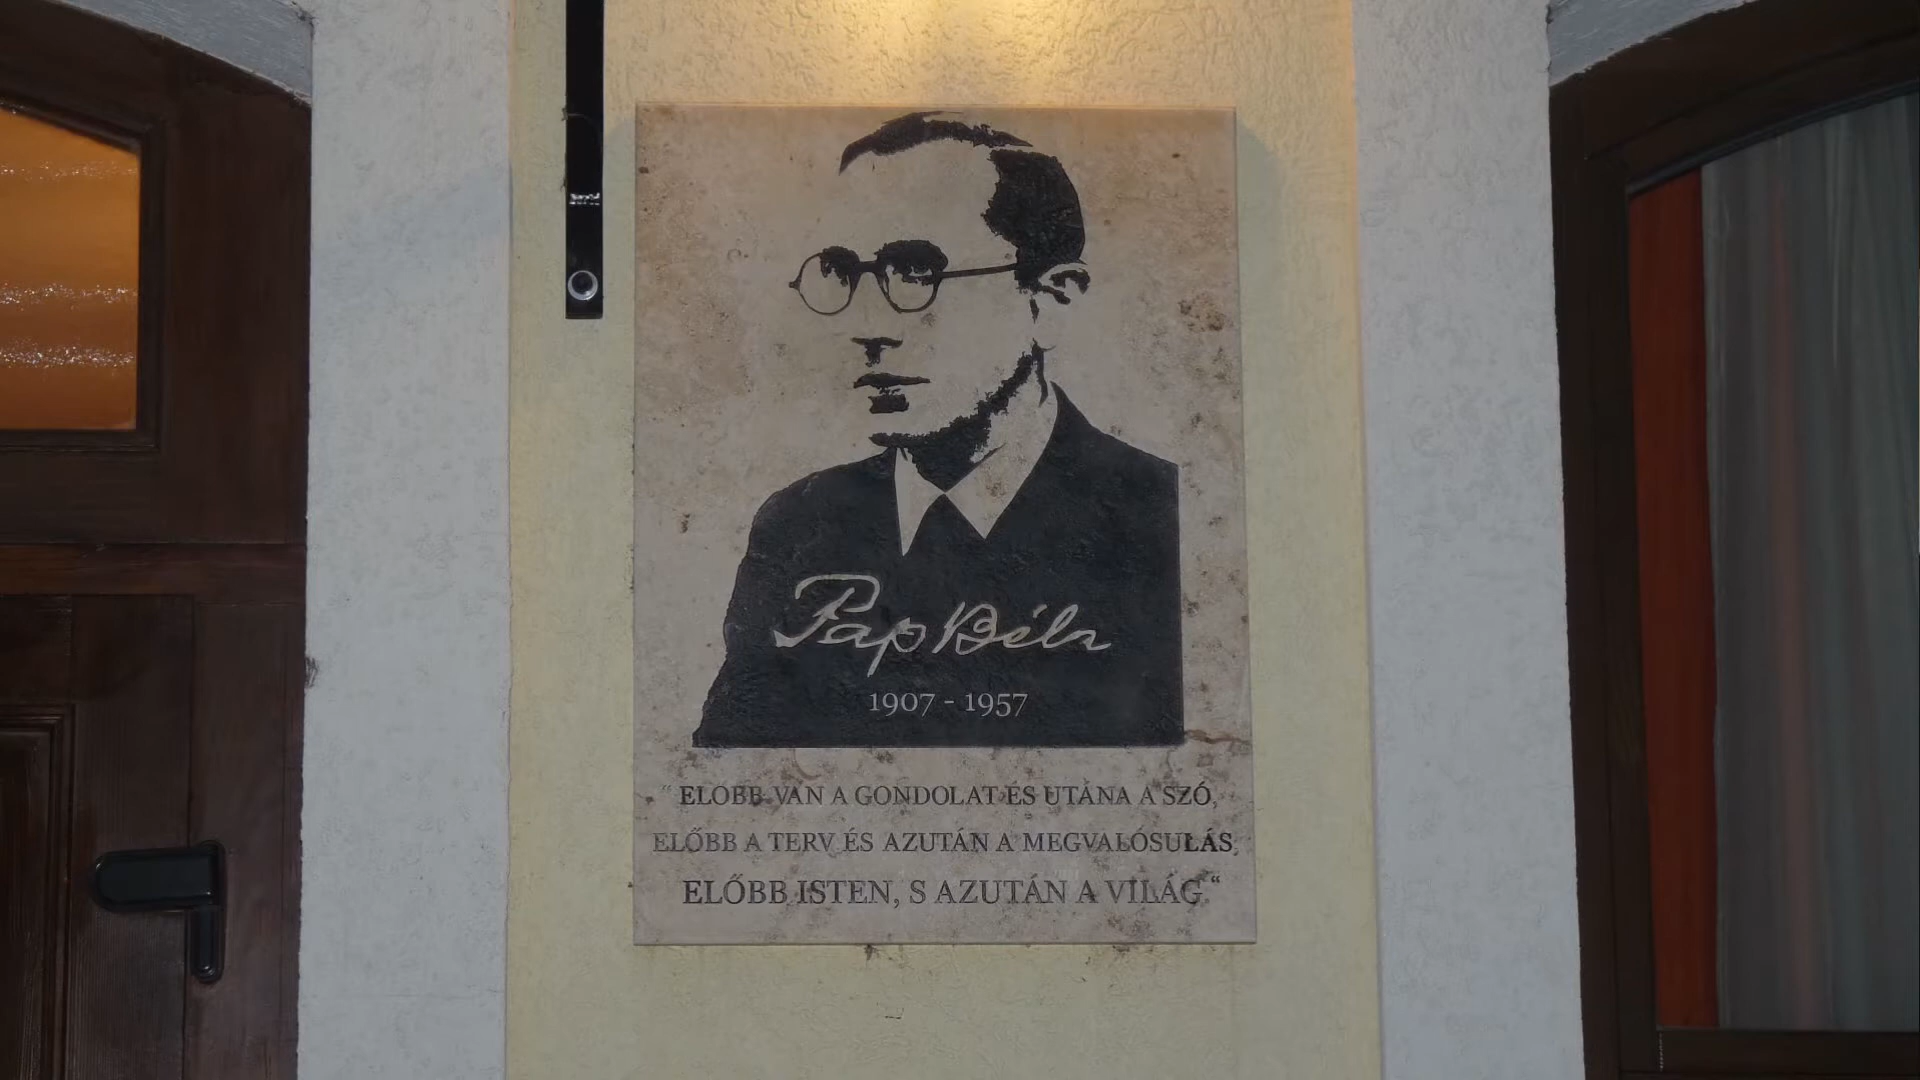 Pap Béla
1907 - 1957
“ ELŐBB VAN A GONDOLAT ÉS UTÁNA A SZÓ,
ELŐBB A TERV ÉS AZUTÁN A MEGVALÓSULÁS,
ELŐBB ISTEN, S AZUTÁN A VILÁG.“